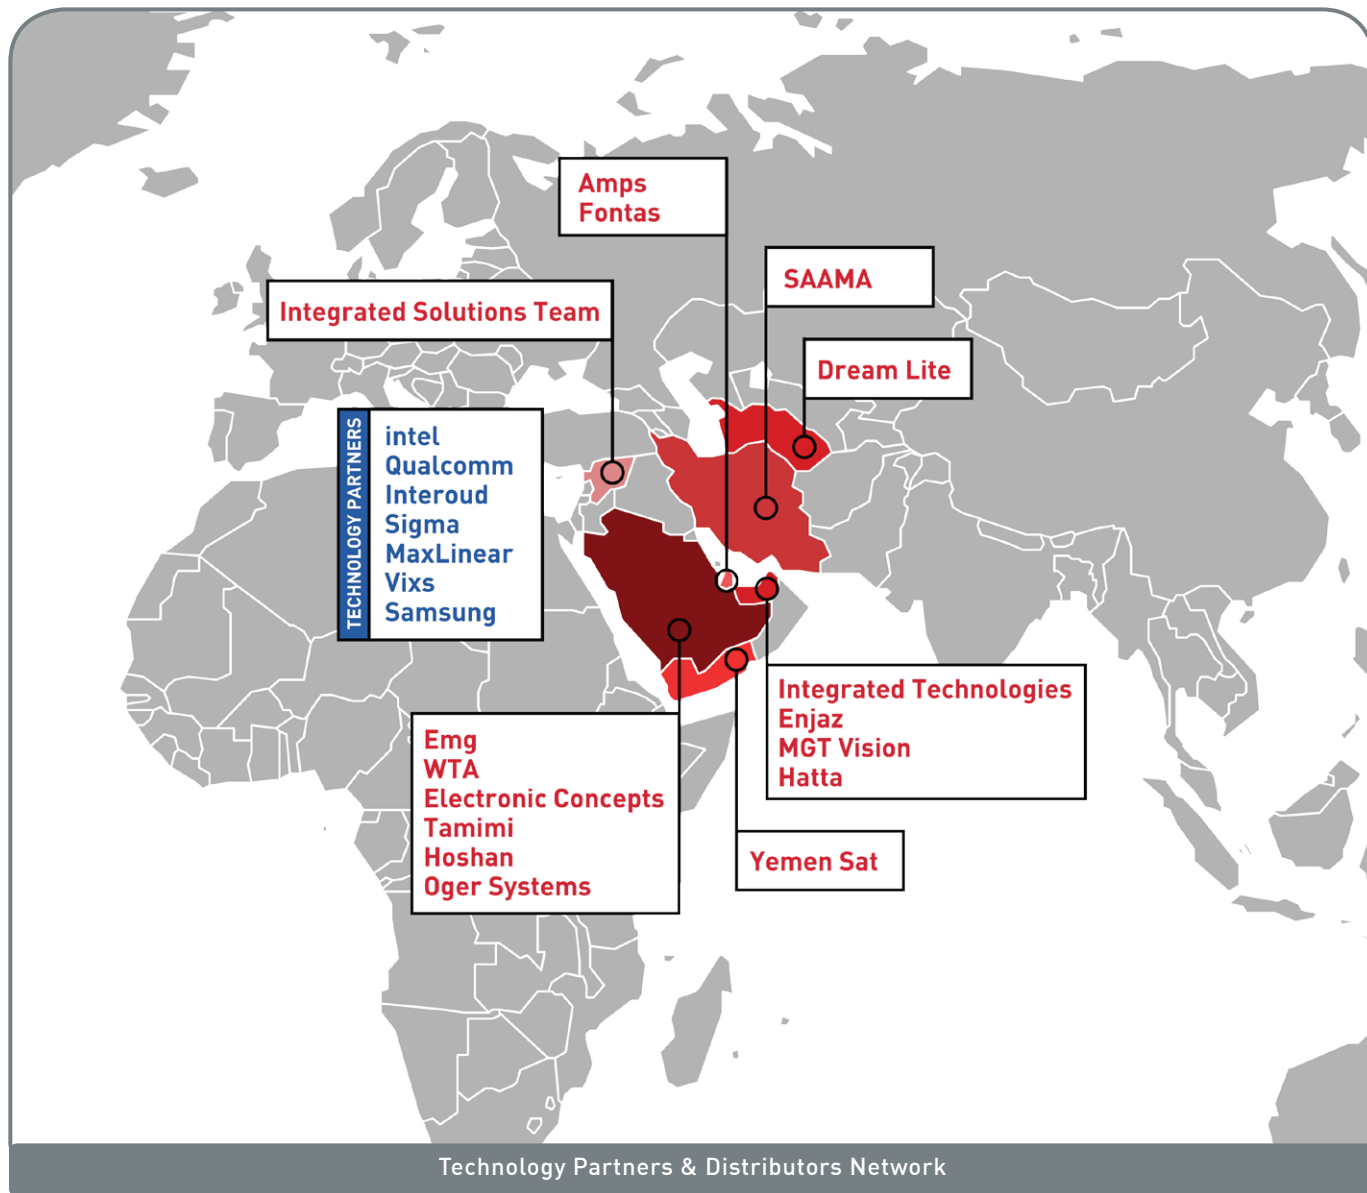 Amps
Fontas
SAAMA
Integrated Solutions Team
Dream Lite
TECHNOLOGY PARTNERS
intel
Qualcomm
Interoud
Sigma
MaxLinear
Vixs
Samsung
Integrated Technologies
Enjaz
MGT Vision
Hatta
Emg
WTA
Electronic Concepts
Tamimi
Hoshan
Oger Systems
Yemen Sat
Technology Partners & Distributors Network